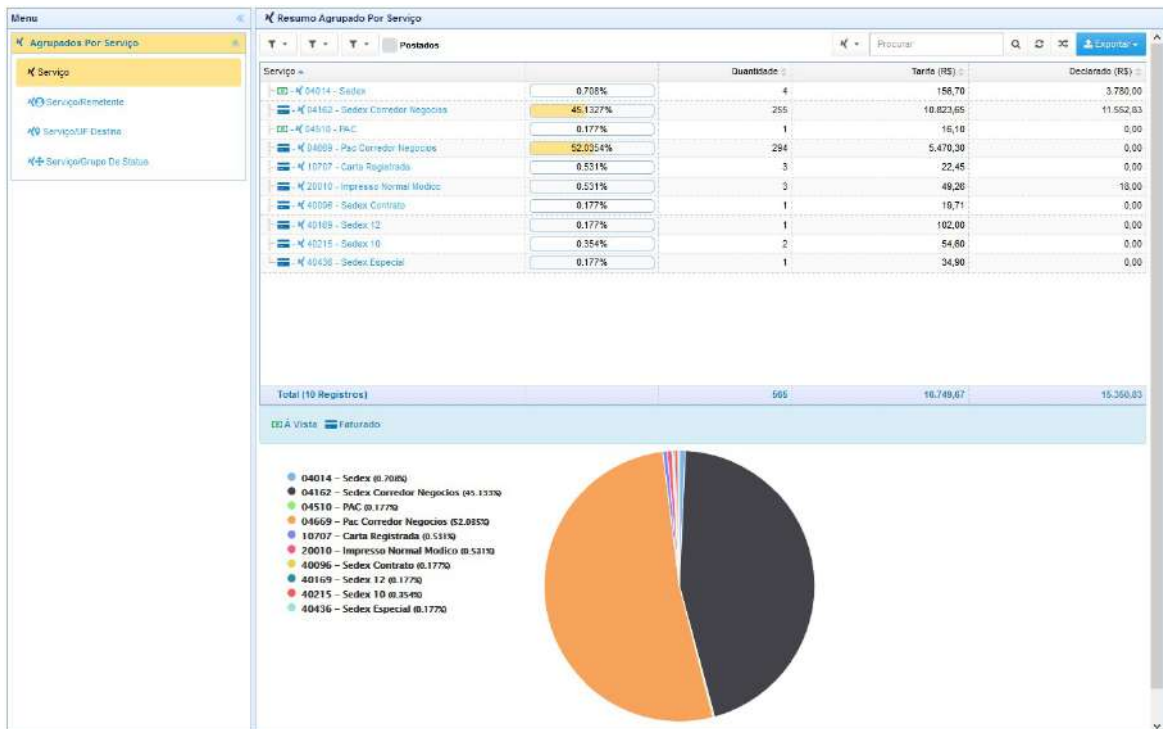 Menu
Agrupados Por Serviço
Serviço
Serviço/Remetente
Serviço/UF Destino
Serviço/Grupo De Status
Resumo Agrupado Por Serviço
Postados
Procurar
Exportar
Serviço Quantidade Tarifa (R$) Declarado (R$)
04014 - Sedex 0.708% 4 156,70 3.780,00
04162 - Sedex Corredor Negocios 45.1327% 255 10.823,65 11.552,83
04510 - PAC 0.177% 1 16,10 0,00
04669 - Pac Corredor Negocios 52.0354% 294 5.470,30 0,00
10707 - Carta Registrada 0.531% 3 22,45 0,00
20010 - Impresso Normal Modico 0.531% 3 49,26 18,00
40096 - Sedex Contrato 0.177% 1 19,71 0,00
40169 - Sedex 12 0.177% 1 102,00 0,00
40215 - Sedex 10 0.354% 2 54,60 0,00
40436 - Sedex Especial 0.177% 1 34,90 0,00
Total (10 Registros) 565 16.749,67 15.350,83
À Vista Faturado
04014 – Sedex (0.708%)
04162 – Sedex Corredor Negocios (45.133%)
04510 – PAC (0.177%)
04669 – Pac Corredor Negocios (52.035%)
10707 – Carta Registrada (0.531%)
20010 – Impresso Normal Modico (0.531%)
40096 – Sedex Contrato (0.177%)
40169 – Sedex 12 (0.177%)
40215 – Sedex 10 (0.354%)
40436 – Sedex Especial (0.177%)